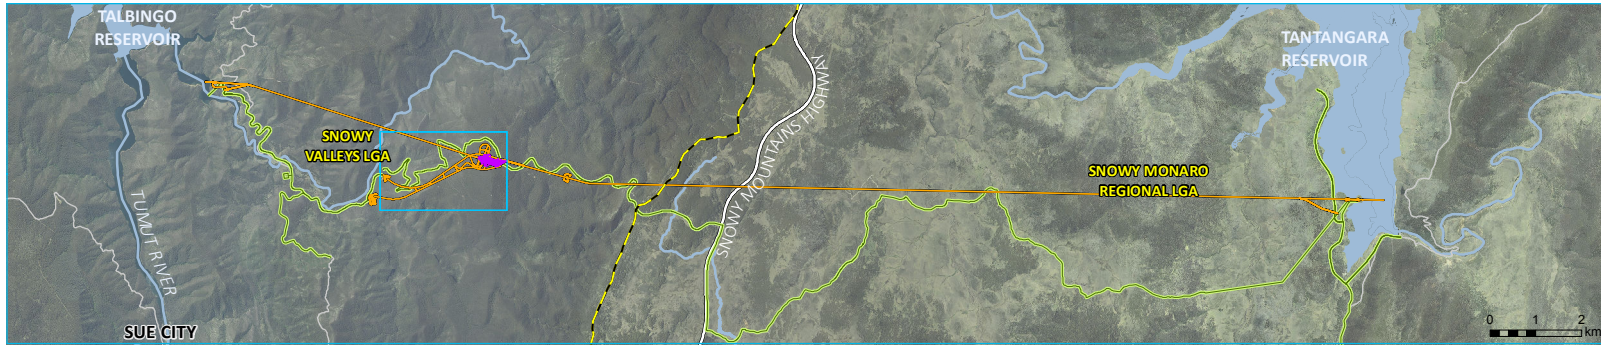 TALBINGO
RESERVOIR
TANTANGARA
RESERVOIR
SNOWY
VALLEYS LGA
SNOWY MOUNTAINS HIGHWAY
SNOWY MONARO
REGIONAL LGA
TUMUT RIVER
SUE CITY
0 1 2
km